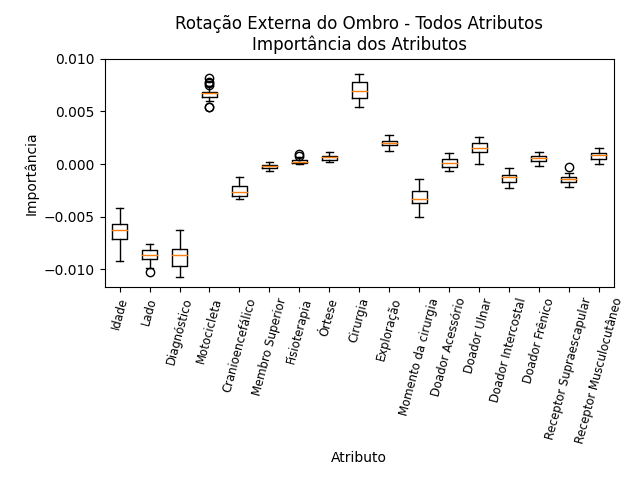 Rotação Externa do Ombro - Todos Atributos
Importância dos Atributos
0.010
0.005
0.000
−0.005
−0.010
Importância
Idade
Lado
Diagnóstico
Motocicleta
Cranioencefálico
Membro Superior
Fisioterapia
Órtese
Cirurgia
Exploração
Momento da cirurgia
Doador Acessório
Doador Ulnar
Doador Intercostal
Doador Frênico
Receptor Supraescapular
Receptor Musculocutâneo
Atributo